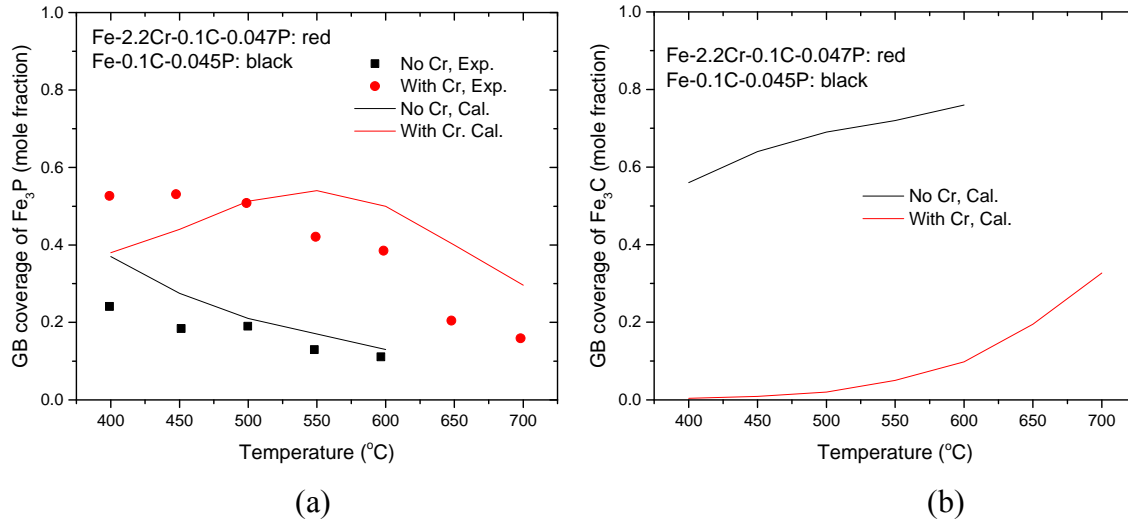 Fe-2.2Cr-0.1C-0.047P: red
Fe-0.1C-0.045P: black
No Cr, Exp.
With Cr, Exp.
No Cr, Cal.
With Cr. Cal.
GB coverage of Fe₃P (mole fraction)
1.0
0.8
0.6
0.4
0.2
0.0
400 450 500 550 600 650 700
Temperature (°C)
(a)
Fe-2.2Cr-0.1C-0.047P: red
Fe-0.1C-0.045P: black
No Cr, Cal.
With Cr, Cal.
GB coverage of Fe₃C (mole fraction)
1.0
0.8
0.6
0.4
0.2
0.0
400 450 500 550 600 650 700
Temperature (°C)
(b)